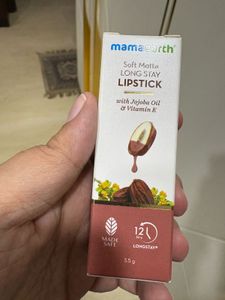 mamaearth
Soft Matte
LONG STAY
LIPSTICK
with Jojoba Oil
& Vitamin E
MADE
SAFE
12
HRS
LONGSTAY*
3.5 g